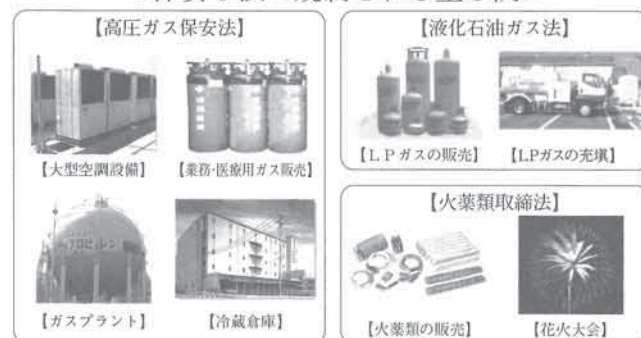 【高圧ガス保安法】
【大型空調設備】
【業務・医療用ガス販売】
プロピレン
【ガスプラント】
【冷蔵倉庫】
【液化石油ガス法】
【LPガスの販売】
【LPガスの充填】
【火薬類取締法】
【火薬類の販売】
【花火大会】